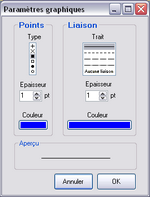 Paramètres graphiques
Points
Liaison
Type
Trait
Aucune liaison
Epaisseur
Epaisseur
1 pt
1 pt
Couleur
Couleur
Aperçu
Annuler
OK